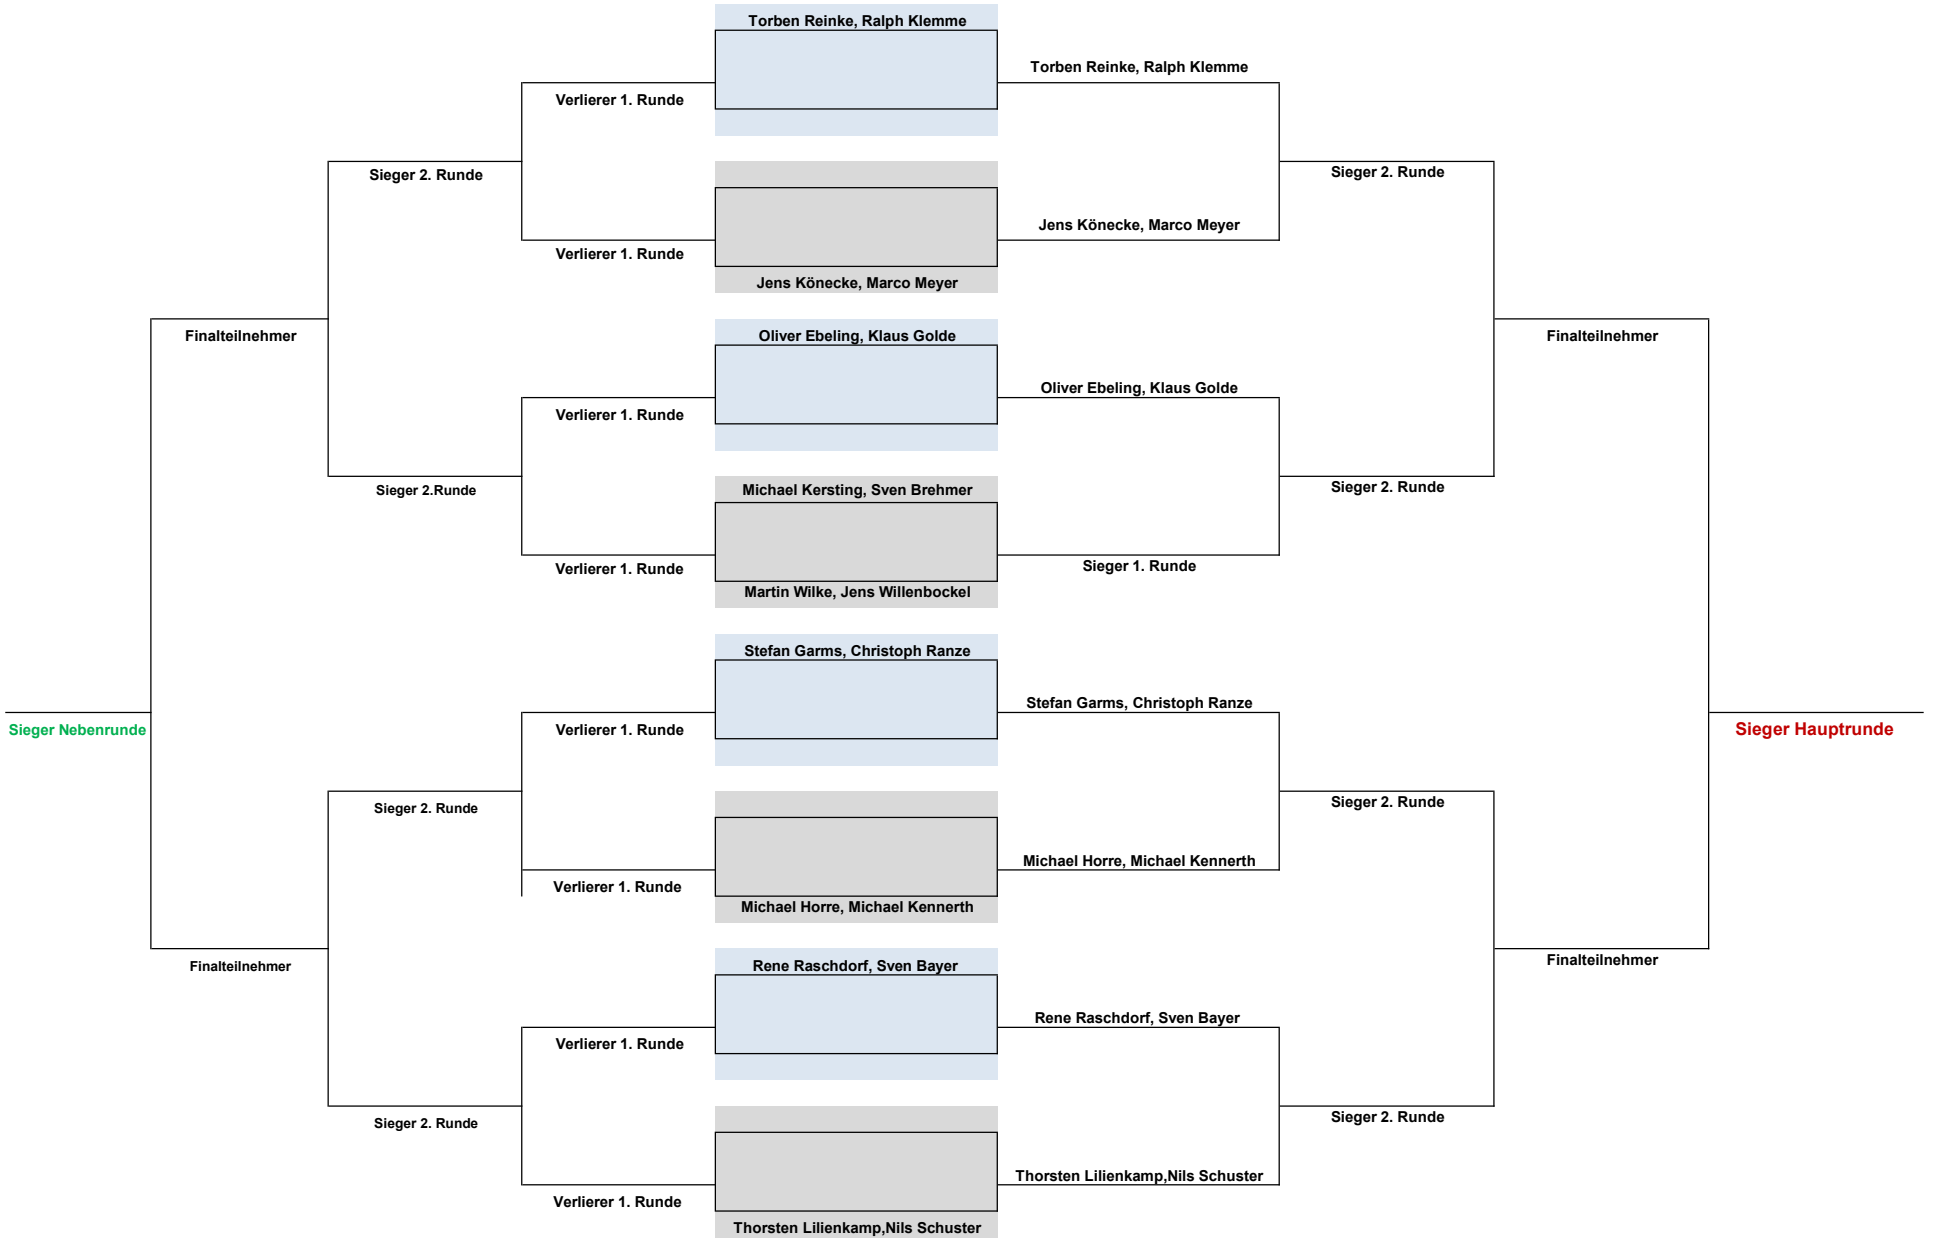 Torben Reinke, Ralph Klemme
Torben Reinke, Ralph Klemme
Verlierer 1. Runde
Sieger 2. Runde
Sieger 2. Runde
Jens Könecke, Marco Meyer
Verlierer 1. Runde
Jens Könecke, Marco Meyer
Finalteilnehmer
Oliver Ebeling, Klaus Golde
Finalteilnehmer
Oliver Ebeling, Klaus Golde
Verlierer 1. Runde
Sieger 2.Runde
Michael Kersting, Sven Brehmer
Sieger 2. Runde
Verlierer 1. Runde
Sieger 1. Runde
Martin Wilke, Jens Willenbockel
Stefan Garms, Christoph Ranze
Stefan Garms, Christoph Ranze
Sieger Nebenrunde
Verlierer 1. Runde
Sieger Hauptrunde
Sieger 2. Runde
Sieger 2. Runde
Michael Horre, Michael Kennerth
Verlierer 1. Runde
Michael Horre, Michael Kennerth
Finalteilnehmer
Rene Raschdorf, Sven Bayer
Finalteilnehmer
Rene Raschdorf, Sven Bayer
Verlierer 1. Runde
Sieger 2. Runde
Sieger 2. Runde
Thorsten Lilienkamp,Nils Schuster
Verlierer 1. Runde
Thorsten Lilienkamp,Nils Schuster